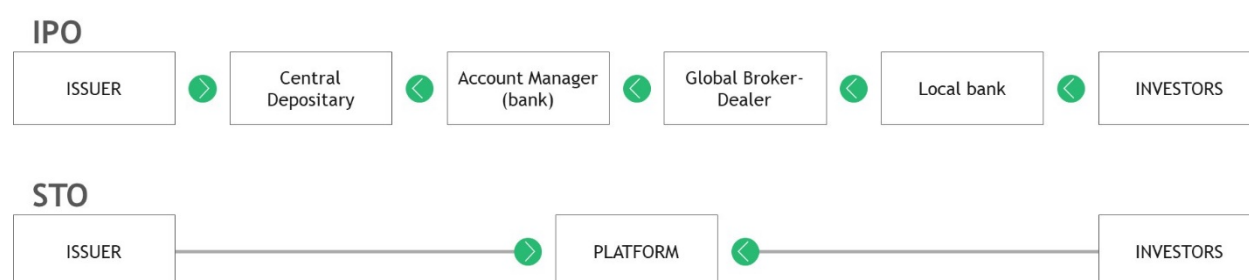 IPO
ISSUER
Central
Depositary
Account Manager
(bank)
Global Broker-
Dealer
Local bank
INVESTORS
STO
ISSUER
PLATFORM
INVESTORS